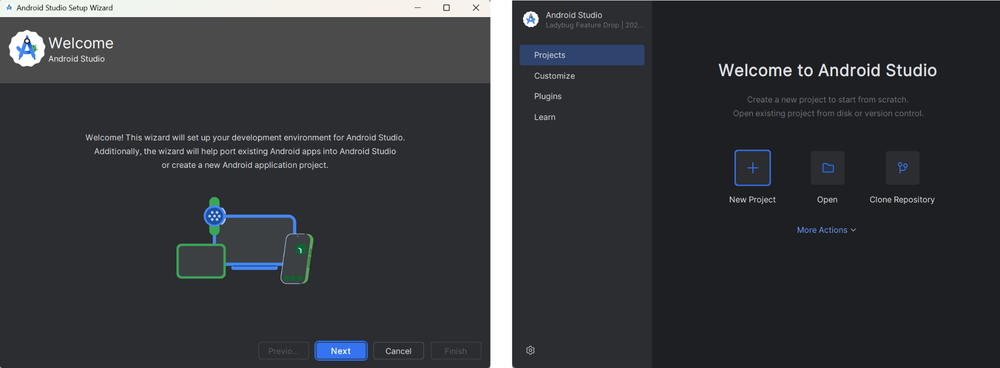 Android Studio Setup Wizard
Welcome
Android Studio
Welcome! This wizard will set up your development environment for Android Studio.
Additionally, the wizard will help port existing Android apps into Android Studio
or create a new Android application project.
Previo...
Next
Cancel
Finish
Android Studio
Ladybug Feature Drop | 202...
Projects
Customize
Plugins
Learn
Welcome to Android Studio
Create a new project to start from scratch.
Open existing project from disk or version control.
New Project
Open
Clone Repository
More Actions